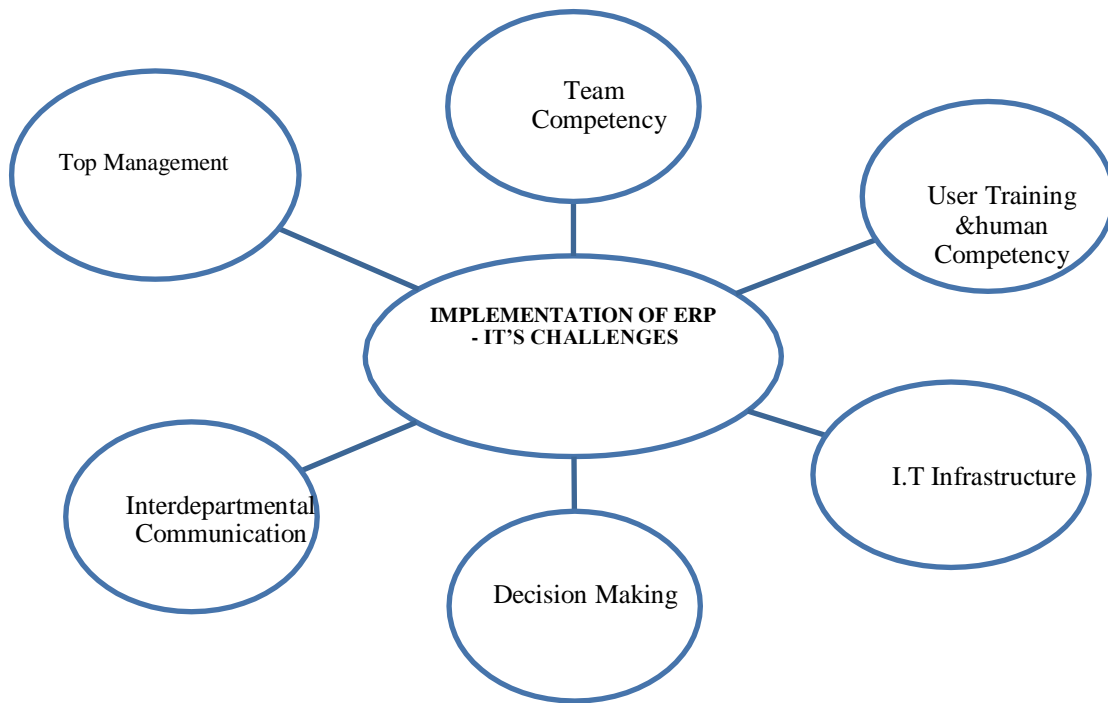 Team
Competency
Top Management
User Training
&human
Competency
IMPLEMENTATION OF ERP
- IT’S CHALLENGES
I.T Infrastructure
Interdepartmental
Communication
Decision Making